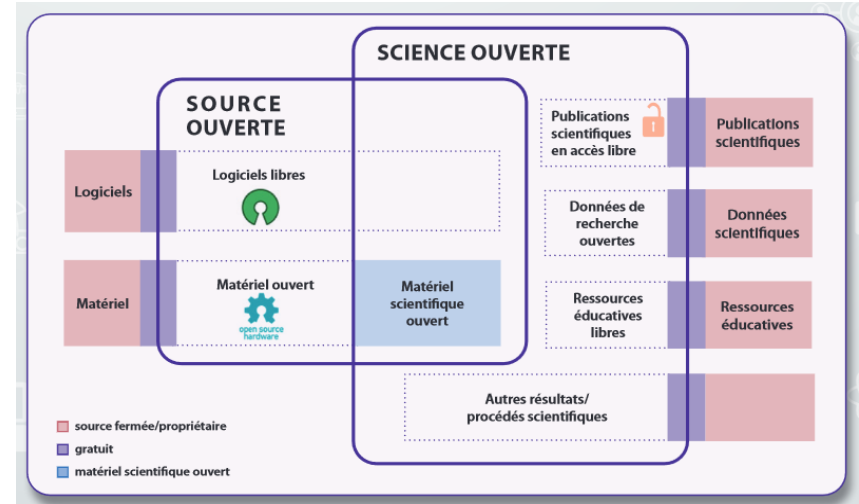 SCIENCE OUVERTE
SOURCE
OUVERTE
Logiciels
Logiciels libres
Matériel
Matériel ouvert
open source
hardware
Matériel
scientifique
ouvert
Publications
scientifiques
en accès libre
Publications
scientifiques
Données de
recherche
ouvertes
Données
scientifiques
Ressources
éducatives
libres
Ressources
éducatives
Autres résultats/
procédés scientifiques
source fermée/propriétaire
gratuit
matériel scientifique ouvert